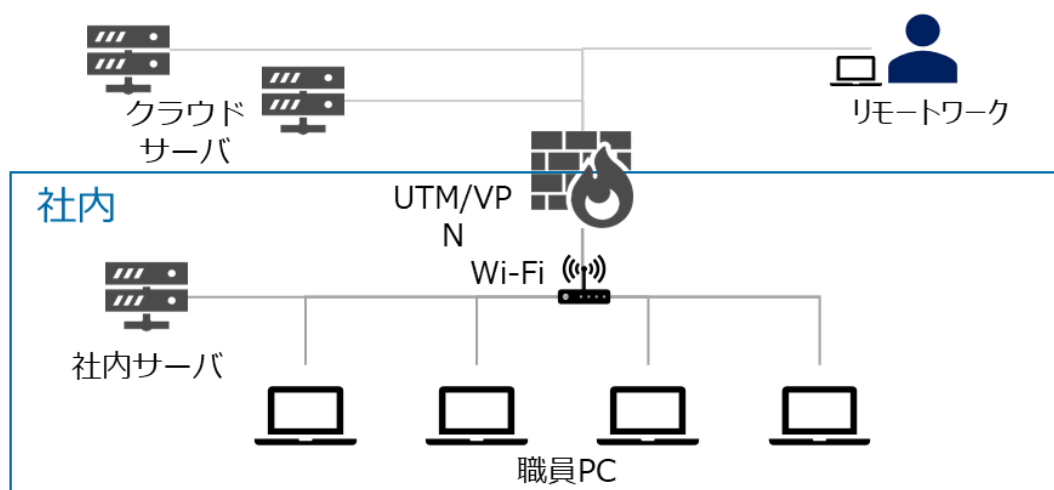 クラウド
サーバ
リモートワーク
社内
UTM/VP
N
Wi-Fi
社内サーバ
職員PC